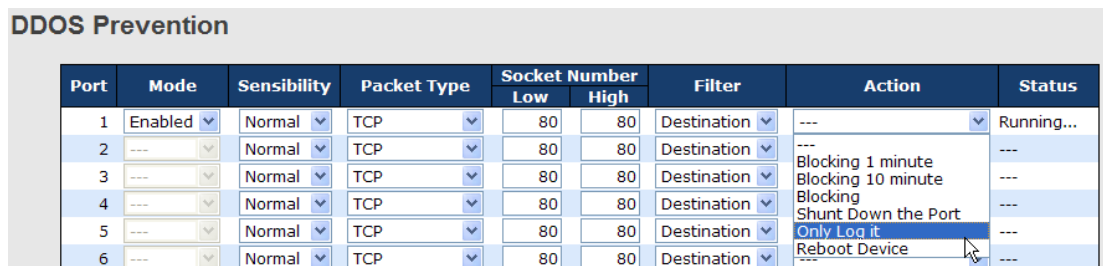 DDOS Prevention
Port Mode Sensibility Packet Type Socket Number Filter Action Status
Low High
1 Enabled Normal TCP 80 80 Destination --- Running...
2 --- Normal TCP 80 80 Destination --- ---
Blocking 1 minute
3 --- Normal TCP 80 80 Destination Blocking 10 minute ---
4 --- Normal TCP 80 80 Destination Blocking ---
Shunt Down the Port
5 --- Normal TCP 80 80 Destination Only Log it ---
Reboot Device
6 --- Normal TCP 80 80 Destination --- ---